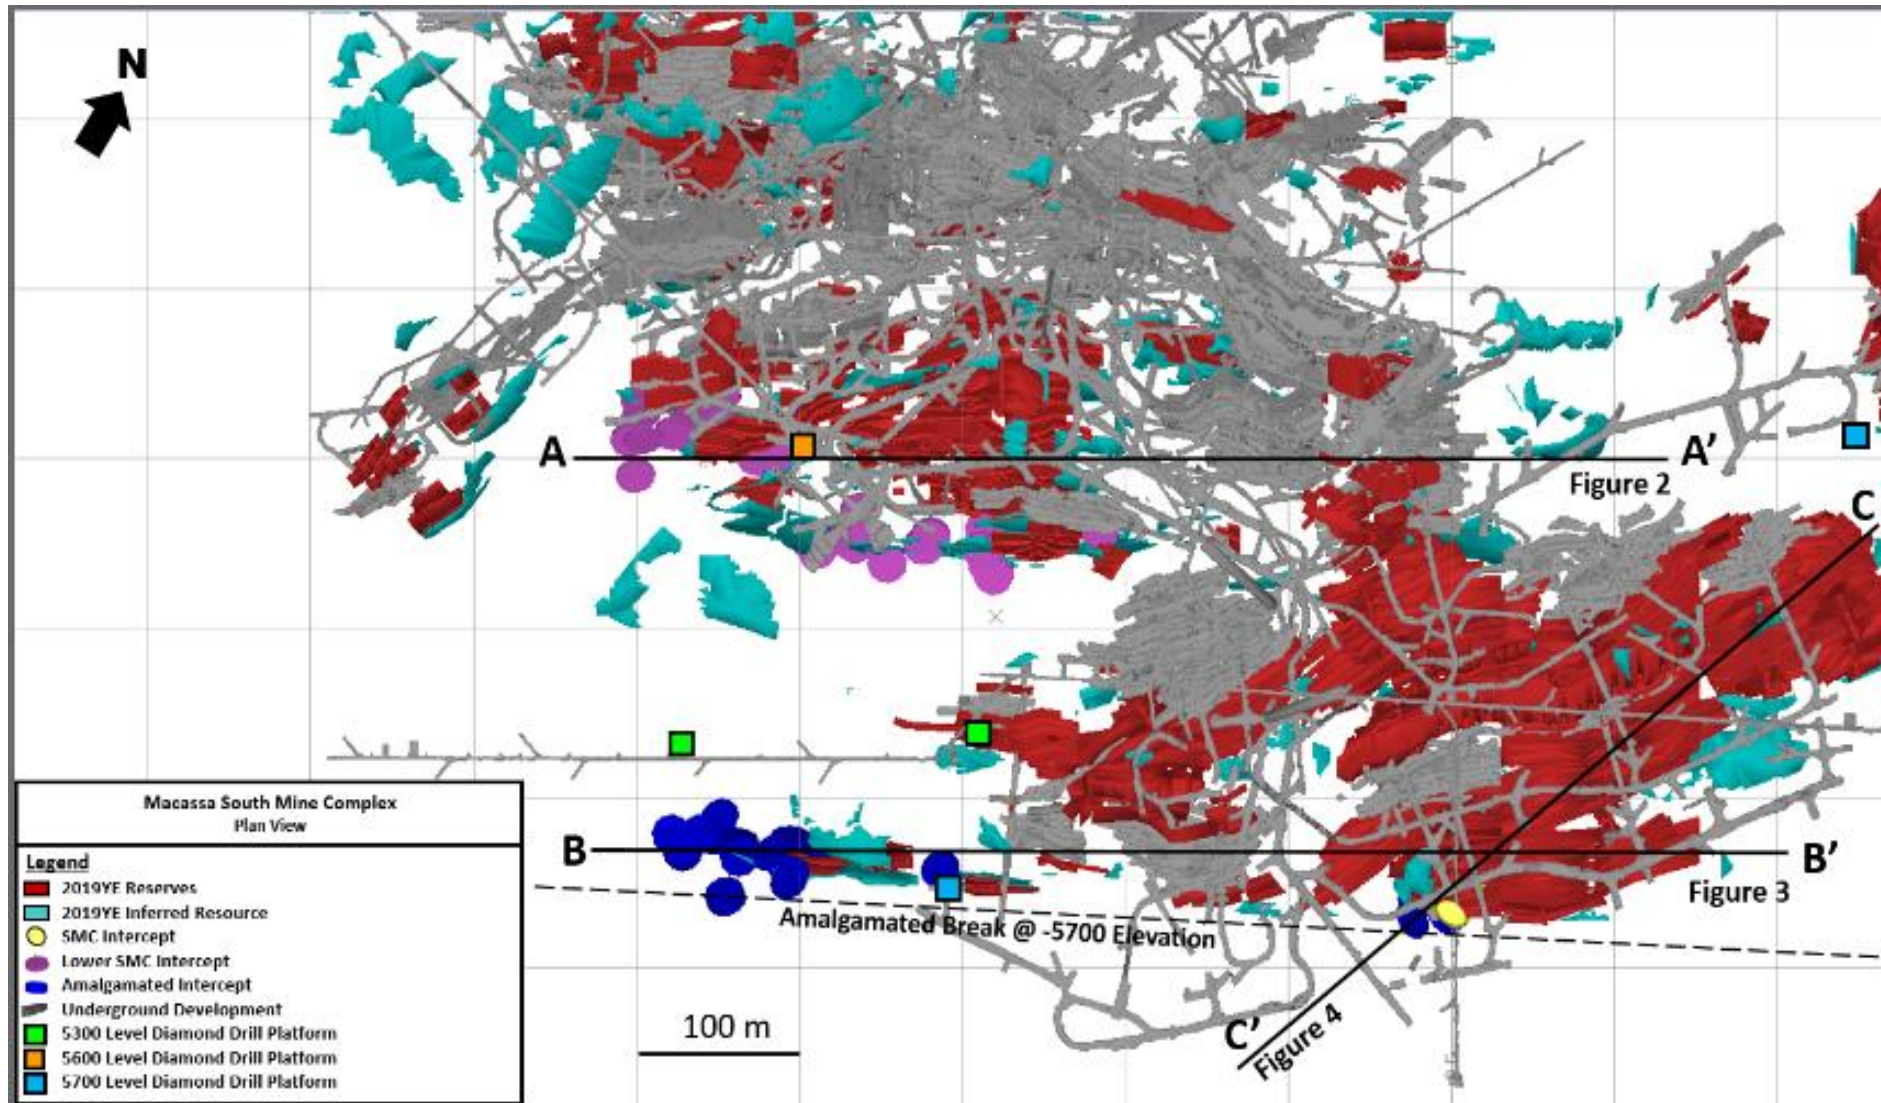 N
A
A'
Figure 2
C
B
B'
Figure 3
Amalgamated Break @ -5700 Elevation
C'
Figure 4
100 m
Macassa South Mine Complex
Plan View
Legend
2019YE Reserves
2019YE Inferred Resource
SMC Intercept
Lower SMC Intercept
Amalgamated Intercept
Underground Development
5300 Level Diamond Drill Platform
5600 Level Diamond Drill Platform
5700 Level Diamond Drill Platform